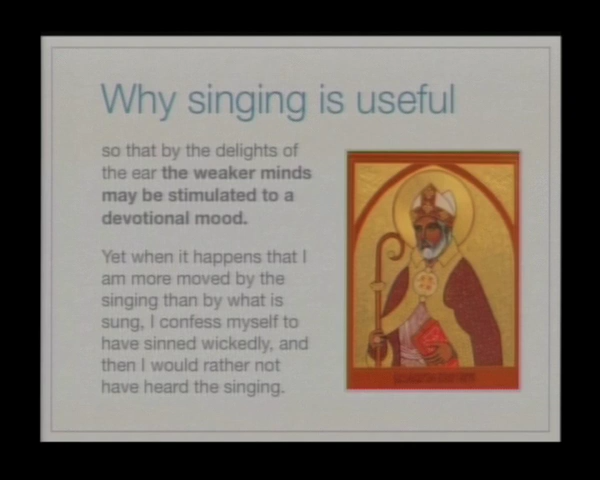 Why singing is useful
so that by the delights of
the ear the weaker minds
may be stimulated to a
devotional mood.
Yet when it happens that I
am more moved by the
singing than by what is
sung, I confess myself to
have sinned wickedly, and
then I would rather not
have heard the singing.